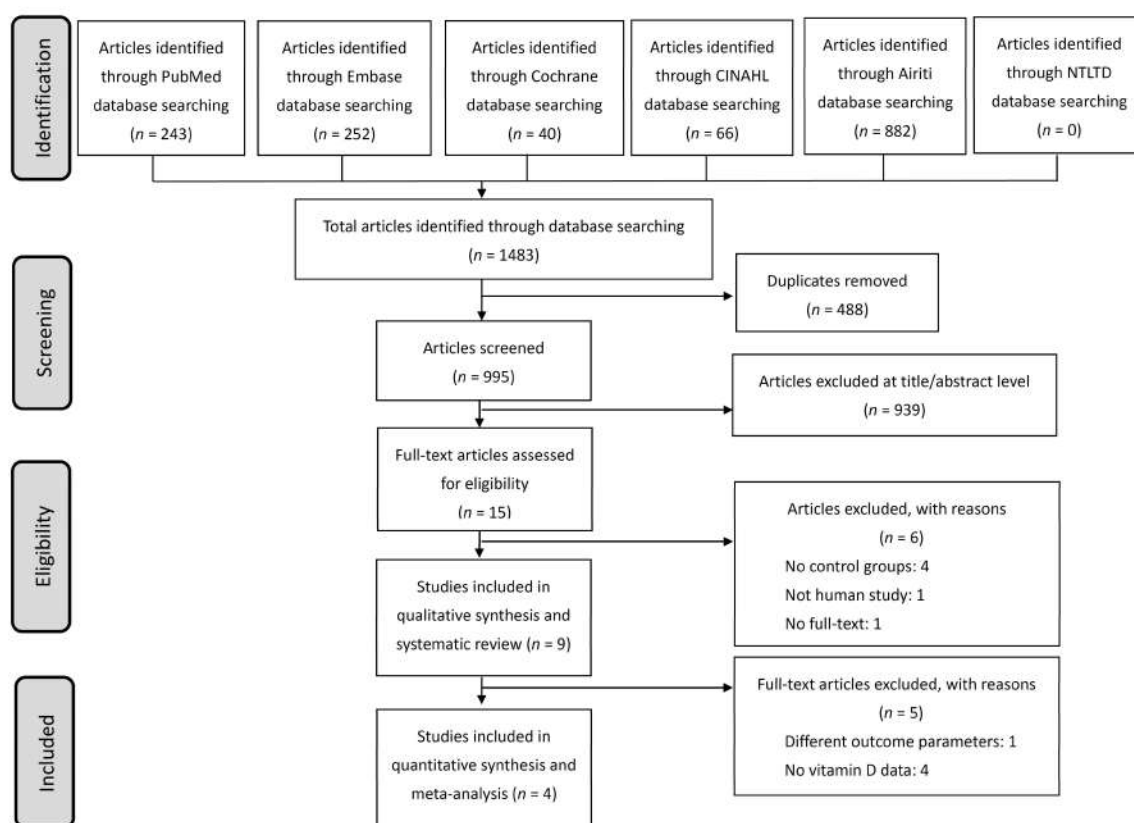 Identification
Articles identified
through PubMed
database searching
(n = 243)
Articles identified
through Embase
database searching
(n = 252)
Articles identified
through Cochrane
database searching
(n = 40)
Articles identified
through CINAHL
database searching
(n = 66)
Articles identified
through Airiti
database searching
(n = 882)
Articles identified
through NTLTD
database searching
(n = 0)
Total articles identified through database searching
(n = 1483)
Screening
Duplicates removed
(n = 488)
Articles screened
(n = 995)
Articles excluded at title/abstract level
(n = 939)
Eligibility
Full-text articles assessed
for eligibility
(n = 15)
Articles excluded, with reasons
(n = 6)
No control groups: 4
Not human study: 1
No full-text: 1
Studies included in
qualitative synthesis and
systematic review (n = 9)
Included
Full-text articles excluded, with reasons
(n = 5)
Different outcome parameters: 1
No vitamin D data: 4
Studies included in
quantitative synthesis and
meta-analysis (n = 4)